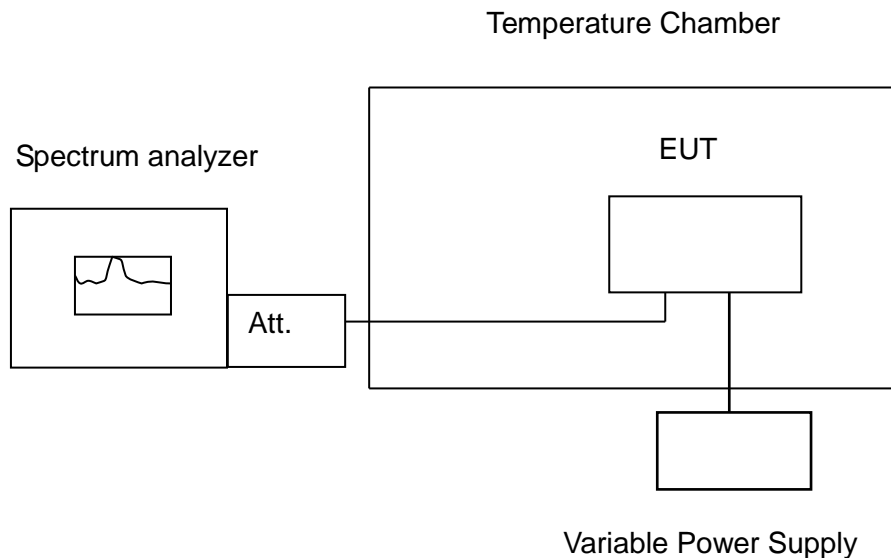 Temperature Chamber
Spectrum analyzer
EUT
Att.
Variable Power Supply